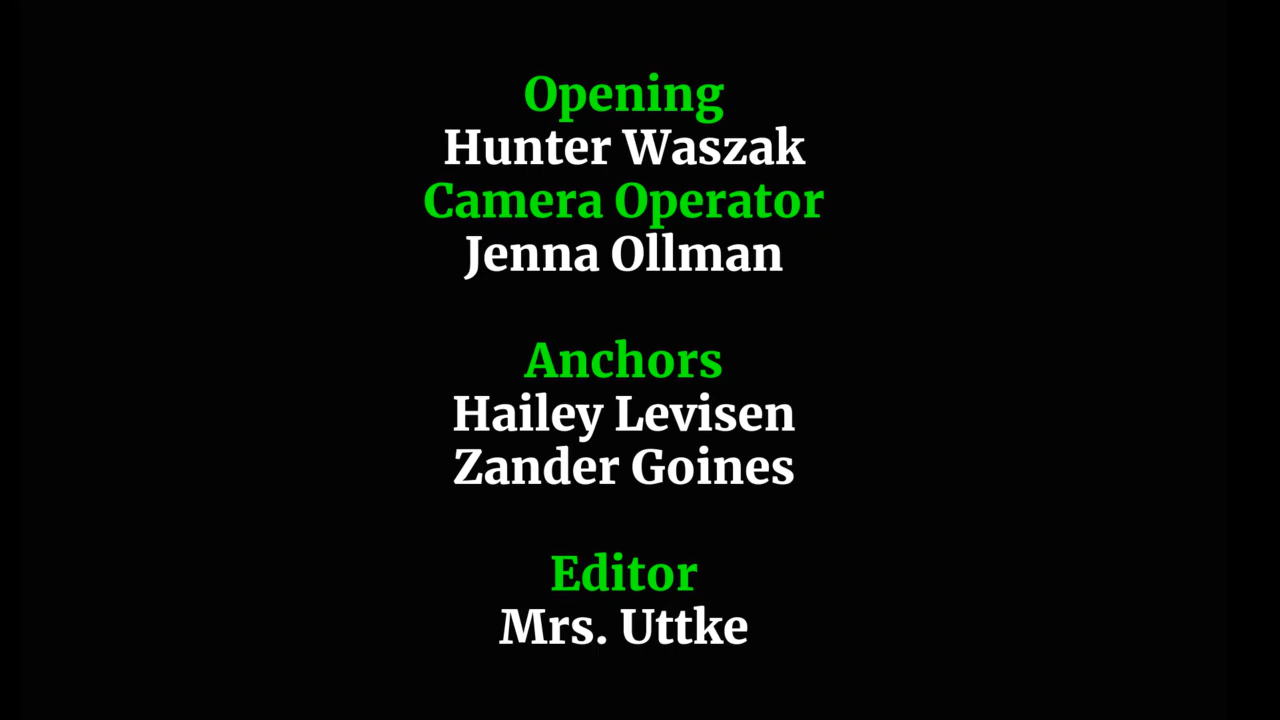 Opening
Hunter Waszak
Camera Operator
Jenna Ollman
Anchors
Hailey Levisen
Zander Goines
Editor
Mrs. Uttke